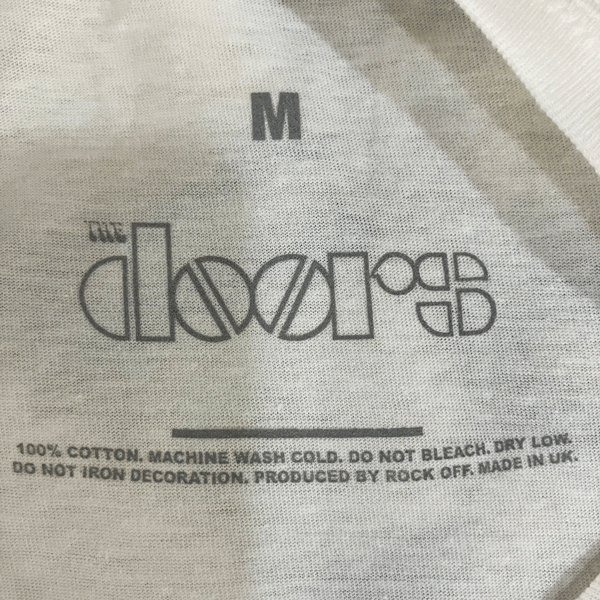 M
THE
doors
100% COTTON. MACHINE WASH COLD. DO NOT BLEACH. DRY LOW.
DO NOT IRON DECORATION. PRODUCED BY ROCK OFF. MADE IN UK.